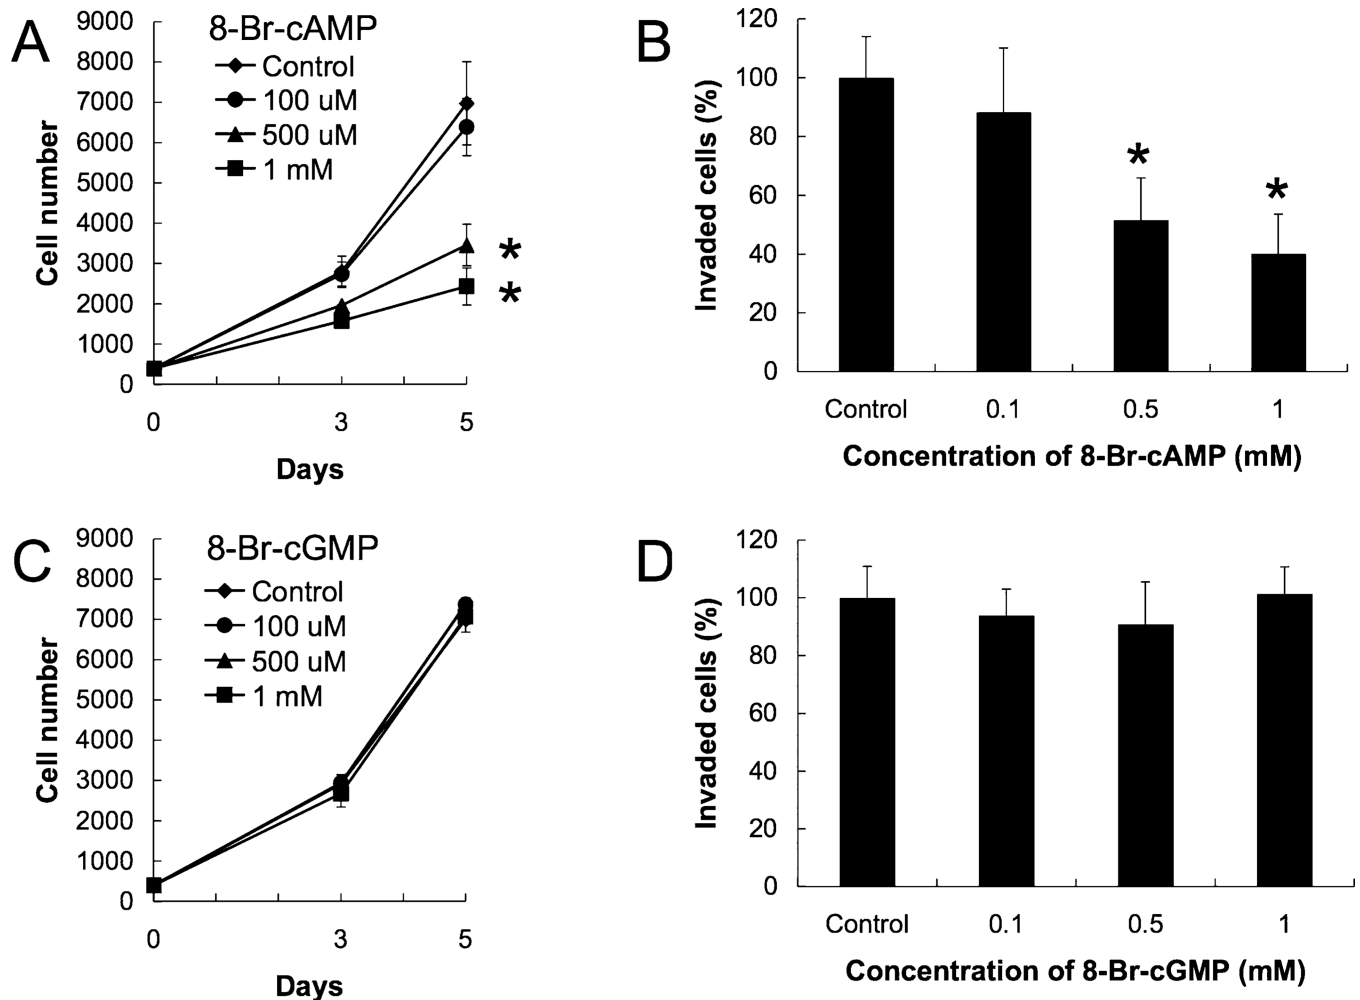 A
8-Br-cAMP
Control
100 uM
500 uM
1 mM
9000
8000
7000
6000
5000
4000
3000
2000
1000
0
Cell number
*
*
0 3 5
Days
B
120
100
80
60
40
20
0
Invaded cells (%)
*
*
Control 0.1 0.5 1
Concentration of 8-Br-cAMP (mM)
C
8-Br-cGMP
Control
100 uM
500 uM
1 mM
9000
8000
7000
6000
5000
4000
3000
2000
1000
0
Cell number
0 3 5
Days
D
120
100
80
60
40
20
0
Invaded cells (%)
Control 0.1 0.5 1
Concentration of 8-Br-cGMP (mM)